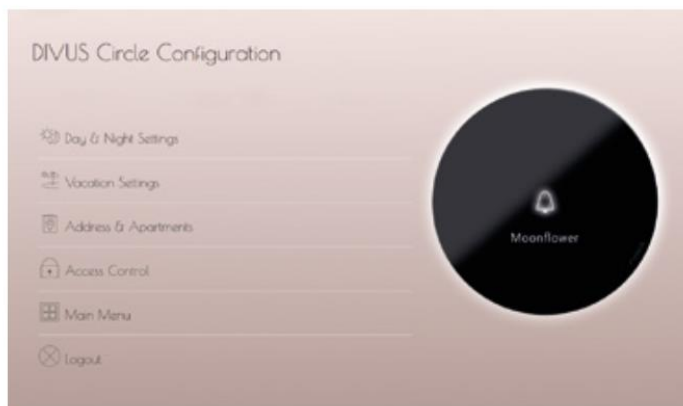 DIVUS Circle Configuration
Day & Night Settings
Vacation Settings
Address & Apartments
Access Control
Main Menu
Logout
Moonflower